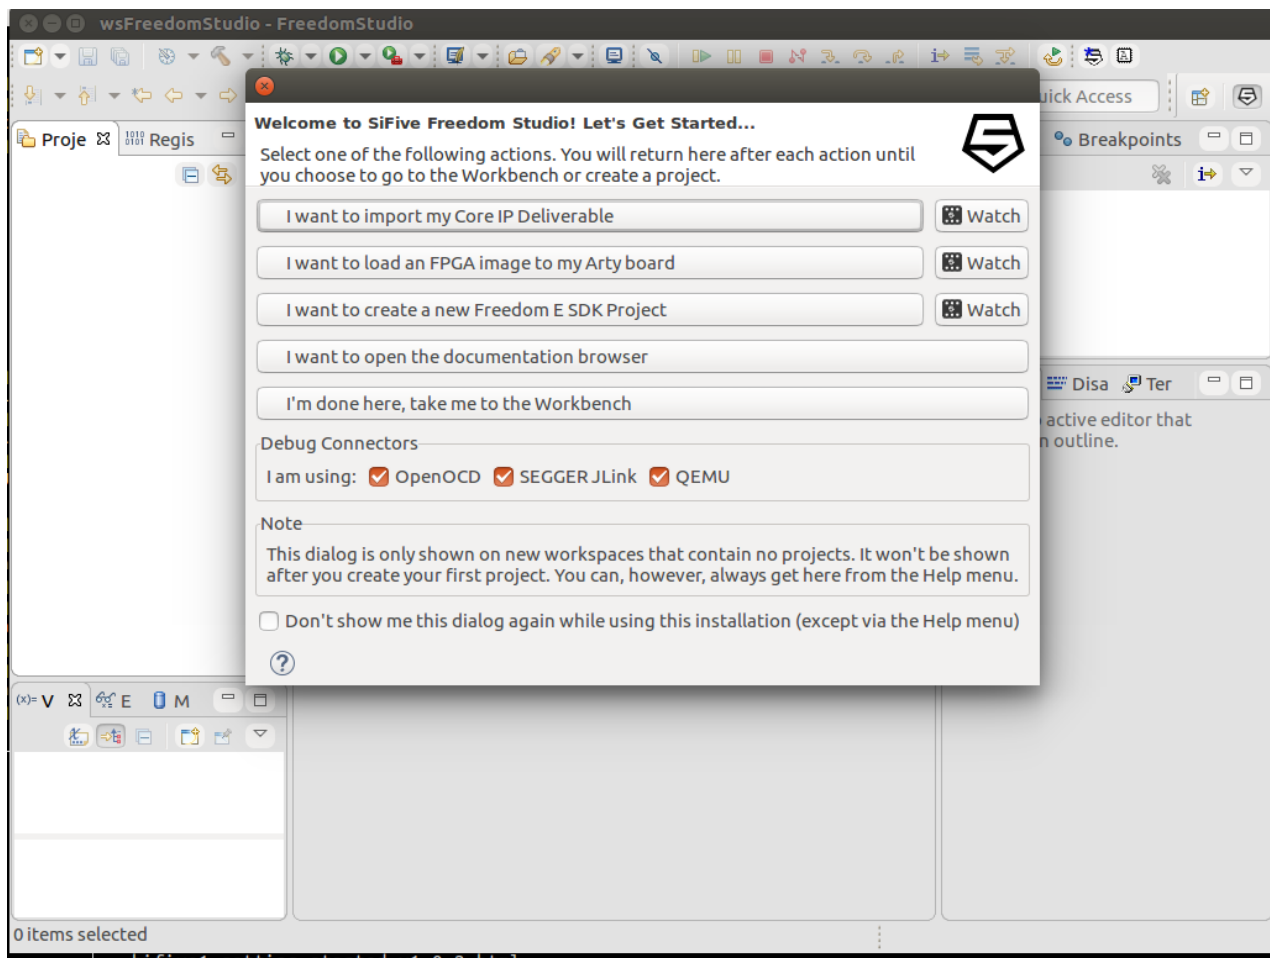 wsFreedomStudio - FreedomStudio
uick Access
Proje
Regis
Breakpoints
Welcome to SiFive Freedom Studio! Let's Get Started...
Select one of the following actions. You will return here after each action until
you choose to go to the Workbench or create a project.
I want to import my Core IP Deliverable
Watch
I want to load an FPGA image to my Arty board
Watch
I want to create a new Freedom E SDK Project
Watch
I want to open the documentation browser
I'm done here, take me to the Workbench
Debug Connectors
I am using: OpenOCD SEGGER JLink QEMU
Note
This dialog is only shown on new workspaces that contain no projects. It won't be shown
after you create your first project. You can, however, always get here from the Help menu.
Don't show me this dialog again while using this installation (except via the Help menu)
Disa
Ter
active editor that
n outline.
(x)= V
E
M
0 items selected